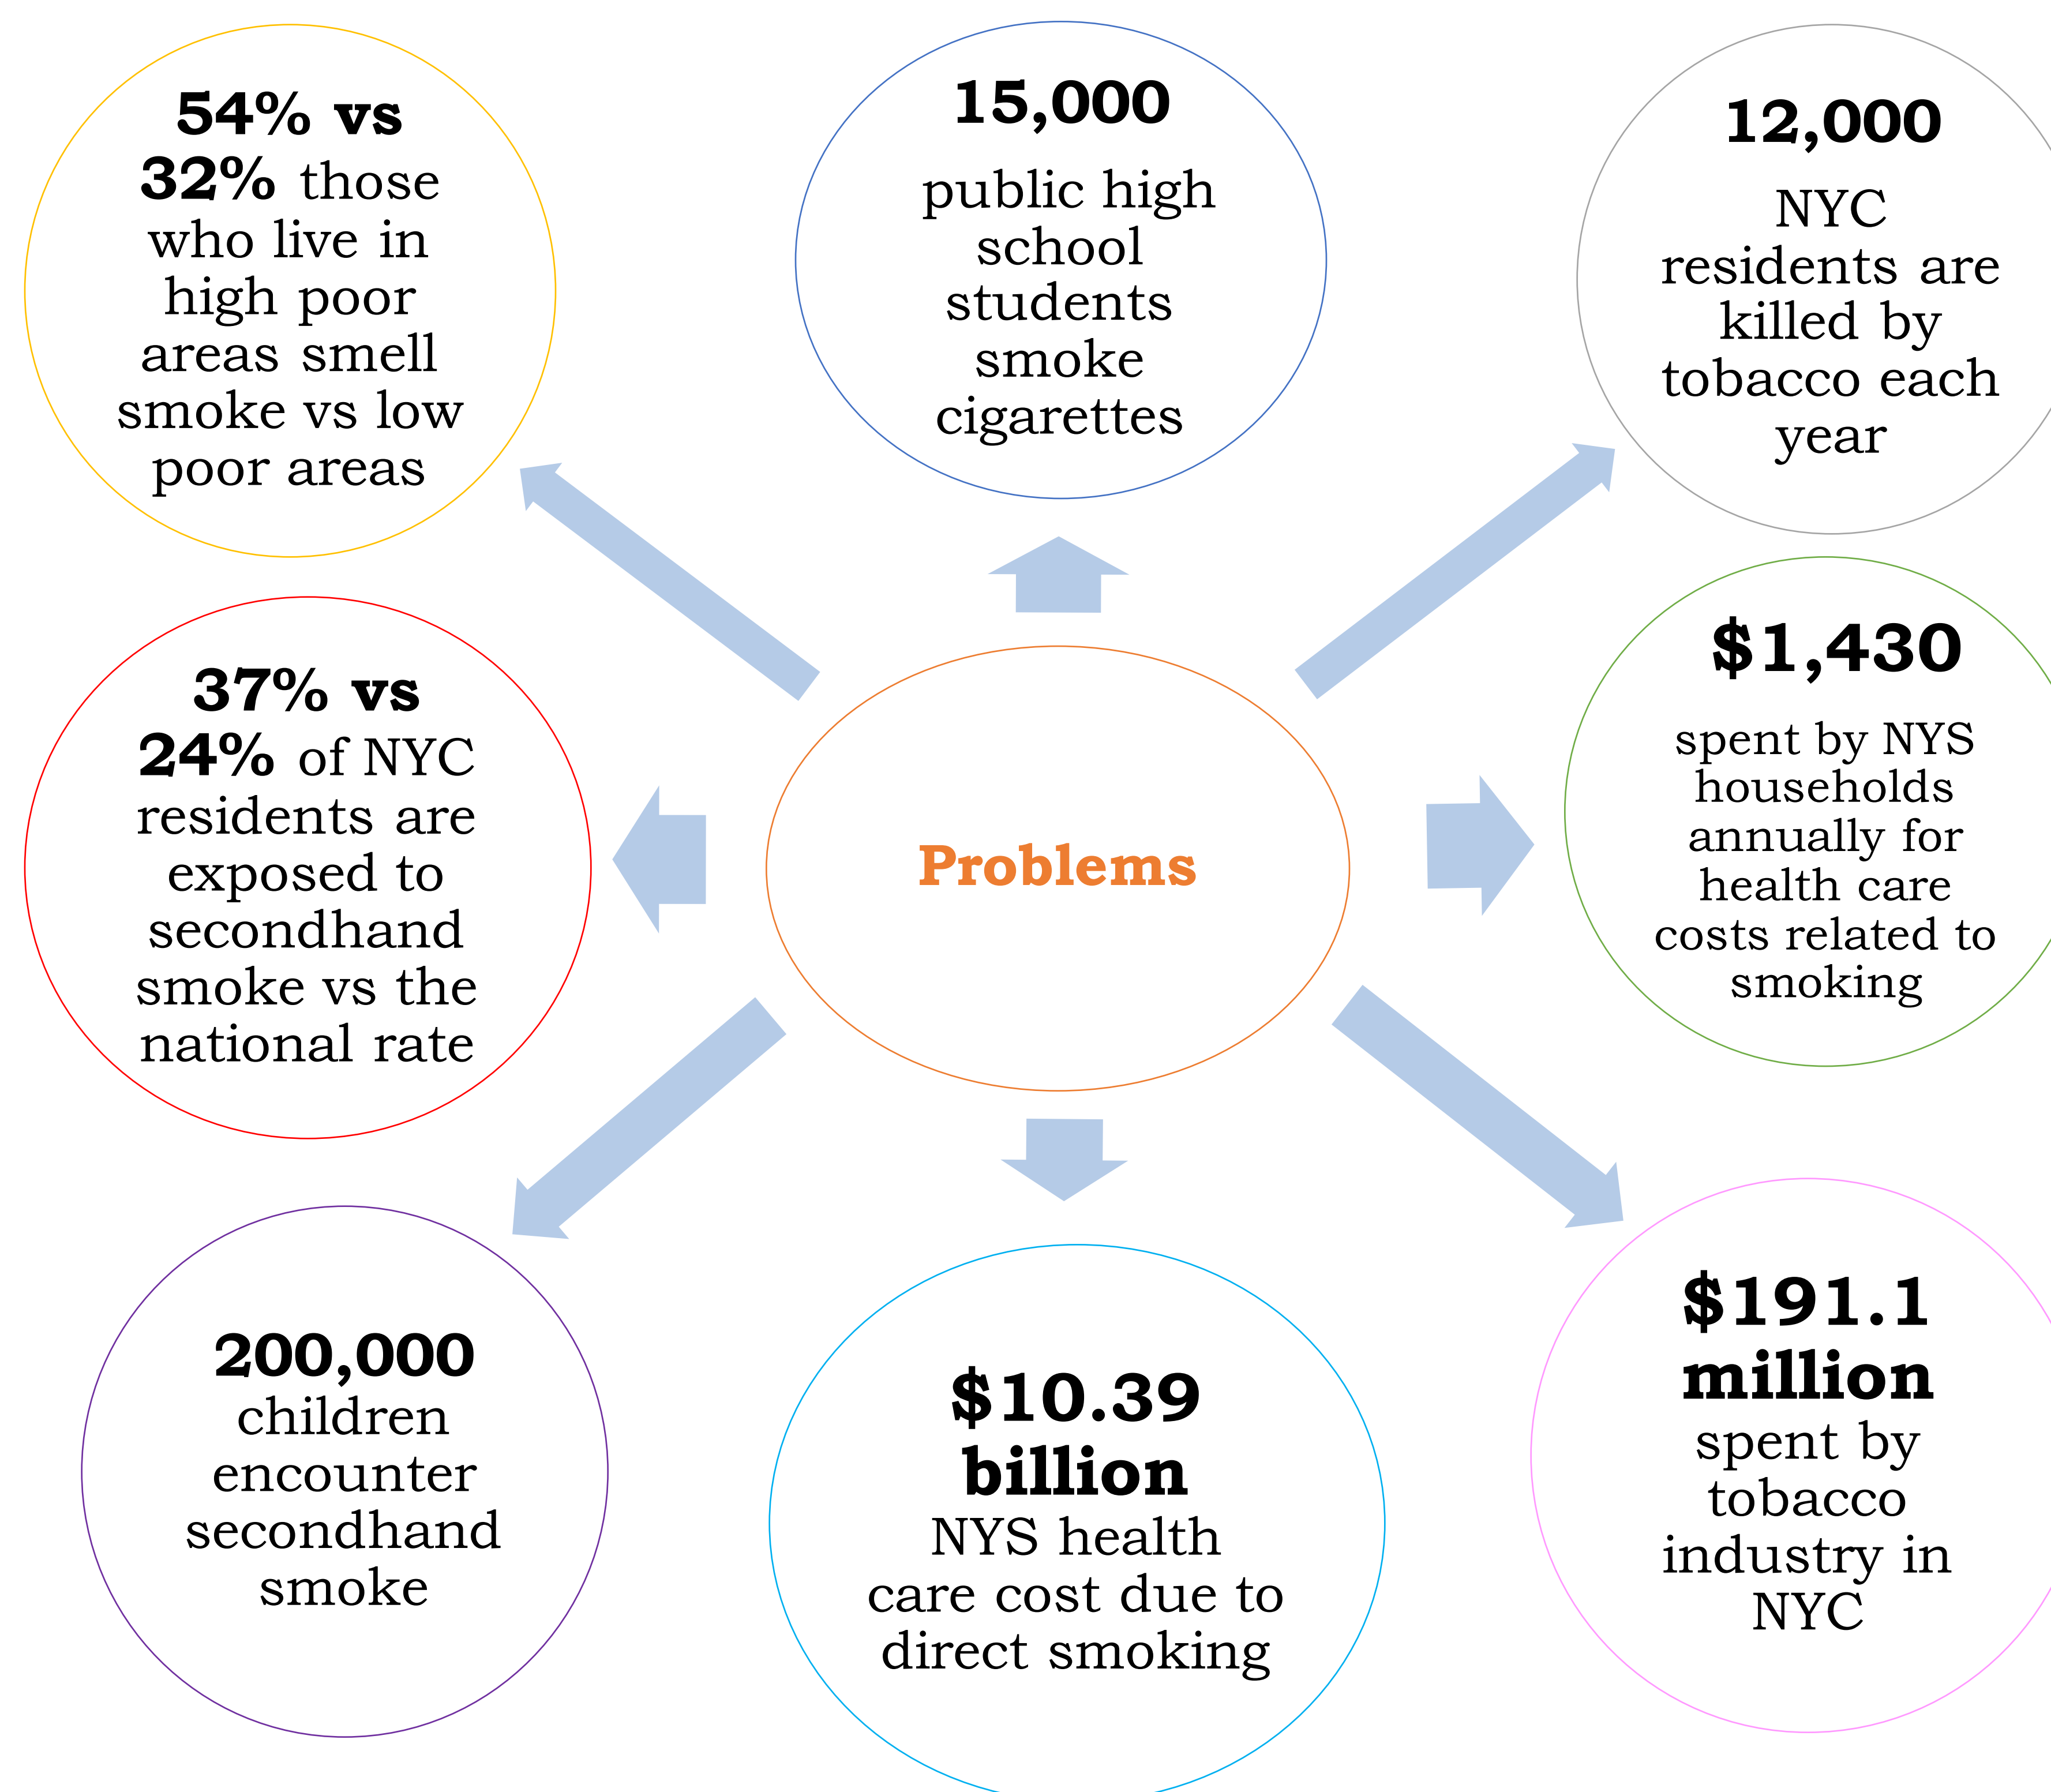 54% vs
32% those
who live in
high poor
areas smell
smoke vs low
poor areas
15,000
public high
school
students
smoke
cigarettes
12,000
NYC
residents are
killed by
tobacco each
year
37% vs
24% of NYC
residents are
exposed to
secondhand
smoke vs the
national rate
Problems
$1,430
spent by NYS
households
annually for
health care
costs related to
smoking
200,000
children
encounter
secondhand
smoke
$10.39
billion
NYS health
care cost due to
direct smoking
$191.1
million
spent by
tobacco
industry in
NYC